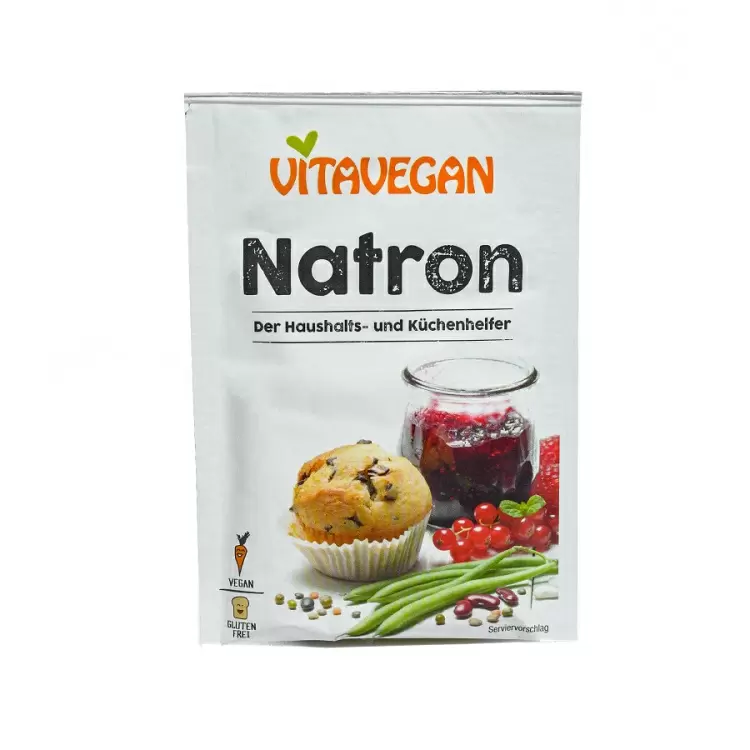 VITAVEGAN
Natron
Der Haushalts- und Küchenhelfer
VEGAN
GLUTEN
FREI
Serviervorschlag